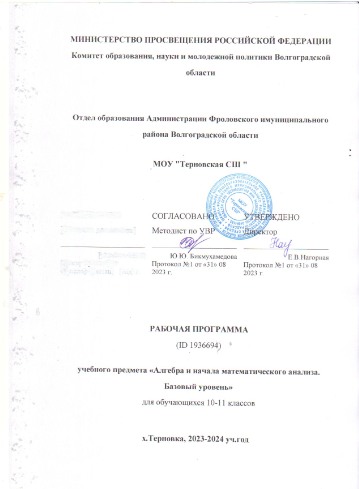 МИНИСТЕРСТВО ПРОСВЕЩЕНИЯ РОССИЙСКОЙ ФЕДЕРАЦИИ
Комитет образования, науки и молодежной политики Волгоградской
области
Отдел образования Администрации Фроловского имуниципального
района Волгоградской области
МОУ "Терновская СШ "
СОГЛАСОВАНО УТВЕРЖДЕНО
Методист по УВР Директор
Ю.Ю. Бикмухамедова Е.В.Нагорная
Протокол №1 от «31» 08 Протокол №1 от «31» 08
2023 г. 2023 г
РАБОЧАЯ ПРОГРАММА
(ID 1936694)
учебного предмета «Алгебра и начала математического анализа.
Базовый уровень»
для обучающихся 10-11 классов
х.Терновка, 2023-2024 уч.год